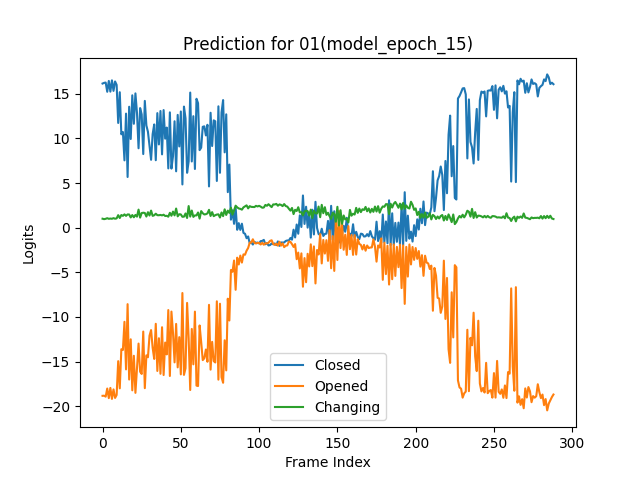 Prediction for 01(model_epoch_15)
Logits
15
10
5
0
−5
−10
−15
−20
Closed
Opened
Changing
0 50 100 150 200 250 300
Frame Index